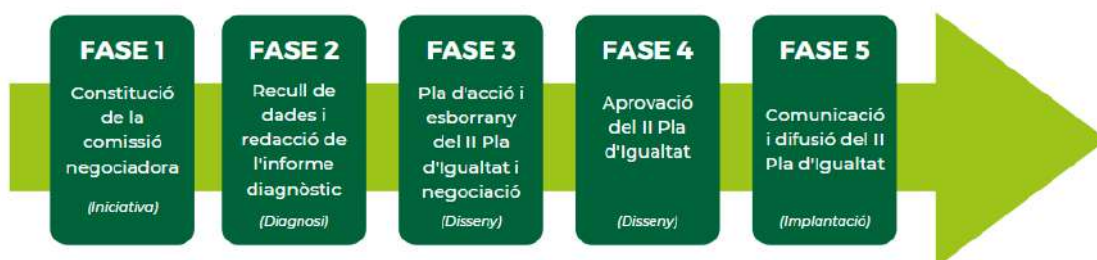 FASE 1
Constitució
de la
comissió
negociadora
(Iniciativa)
FASE 2
Recull de
dades i
redacció de
l'informe
diagnòstic
(Diagnosi)
FASE 3
Pla d'acció i
esborrany
del II Pla
d'Igualtat i
negociació
(Disseny)
FASE 4
Aprovació
del II Pla
d'Igualtat
(Disseny)
FASE 5
Comunicació
i difusió del II
Pla d'Igualtat
(Implantació)